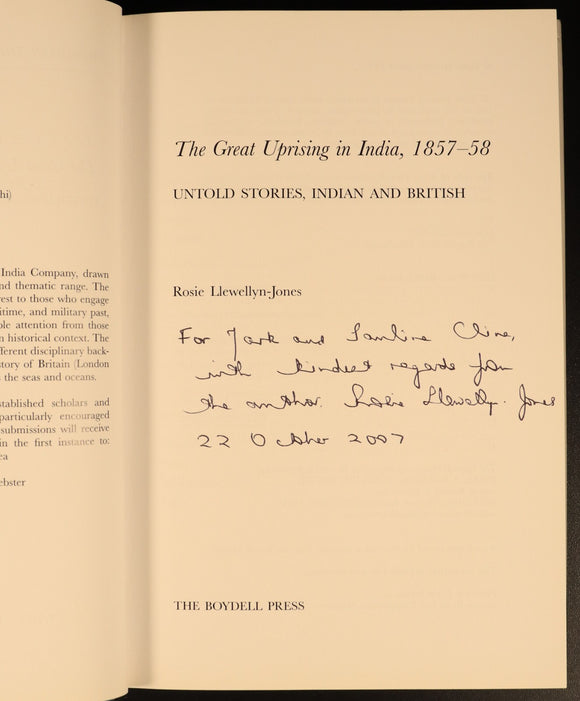 hi)
India Company, drawn
nd thematic range. The
rest to those who engage
ritime, and military past,
ble attention from those
n historical context. The
fferent disciplinary back-
story of Britain (London
s the seas and oceans.
stablished scholars and
particularly encouraged
submissions will receive
in the first instance to:
ea
ebster
The Great Uprising in India, 1857–58
UNTOLD STORIES, INDIAN AND BRITISH
Rosie Llewellyn-Jones
For and Cline,
with kindest regards from
the author. Rosie Llewellyn-Jones
22 October 2007
THE BOYDELL PRESS